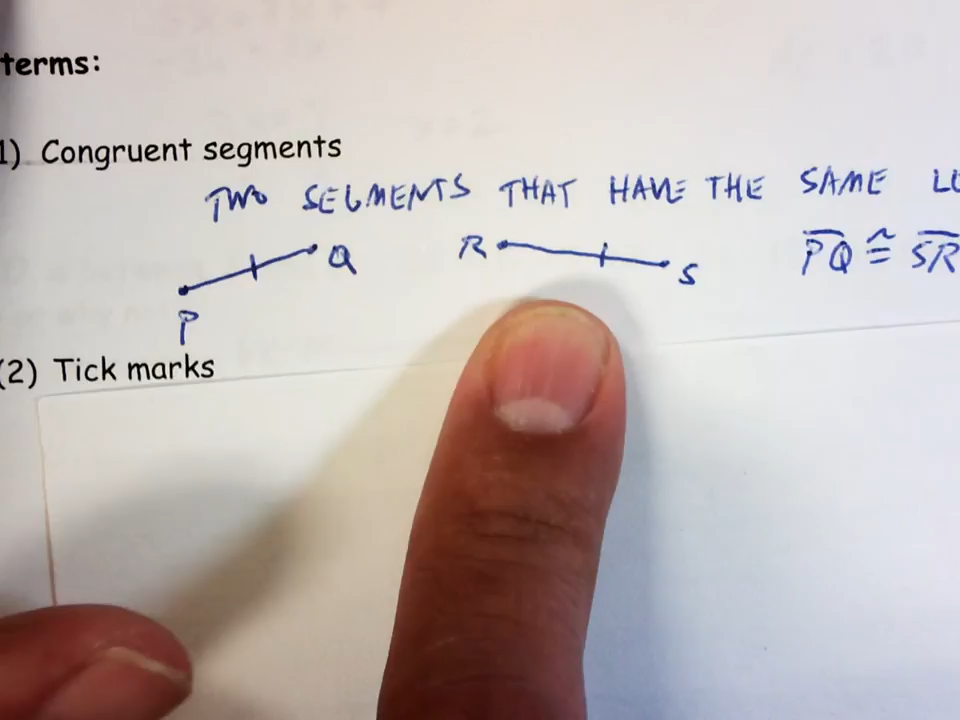 terms:
1) Congruent segments
TWO SEGMENTS THAT HAVE THE SAME
Q R S PQ ≅ SR
P
(2) Tick marks